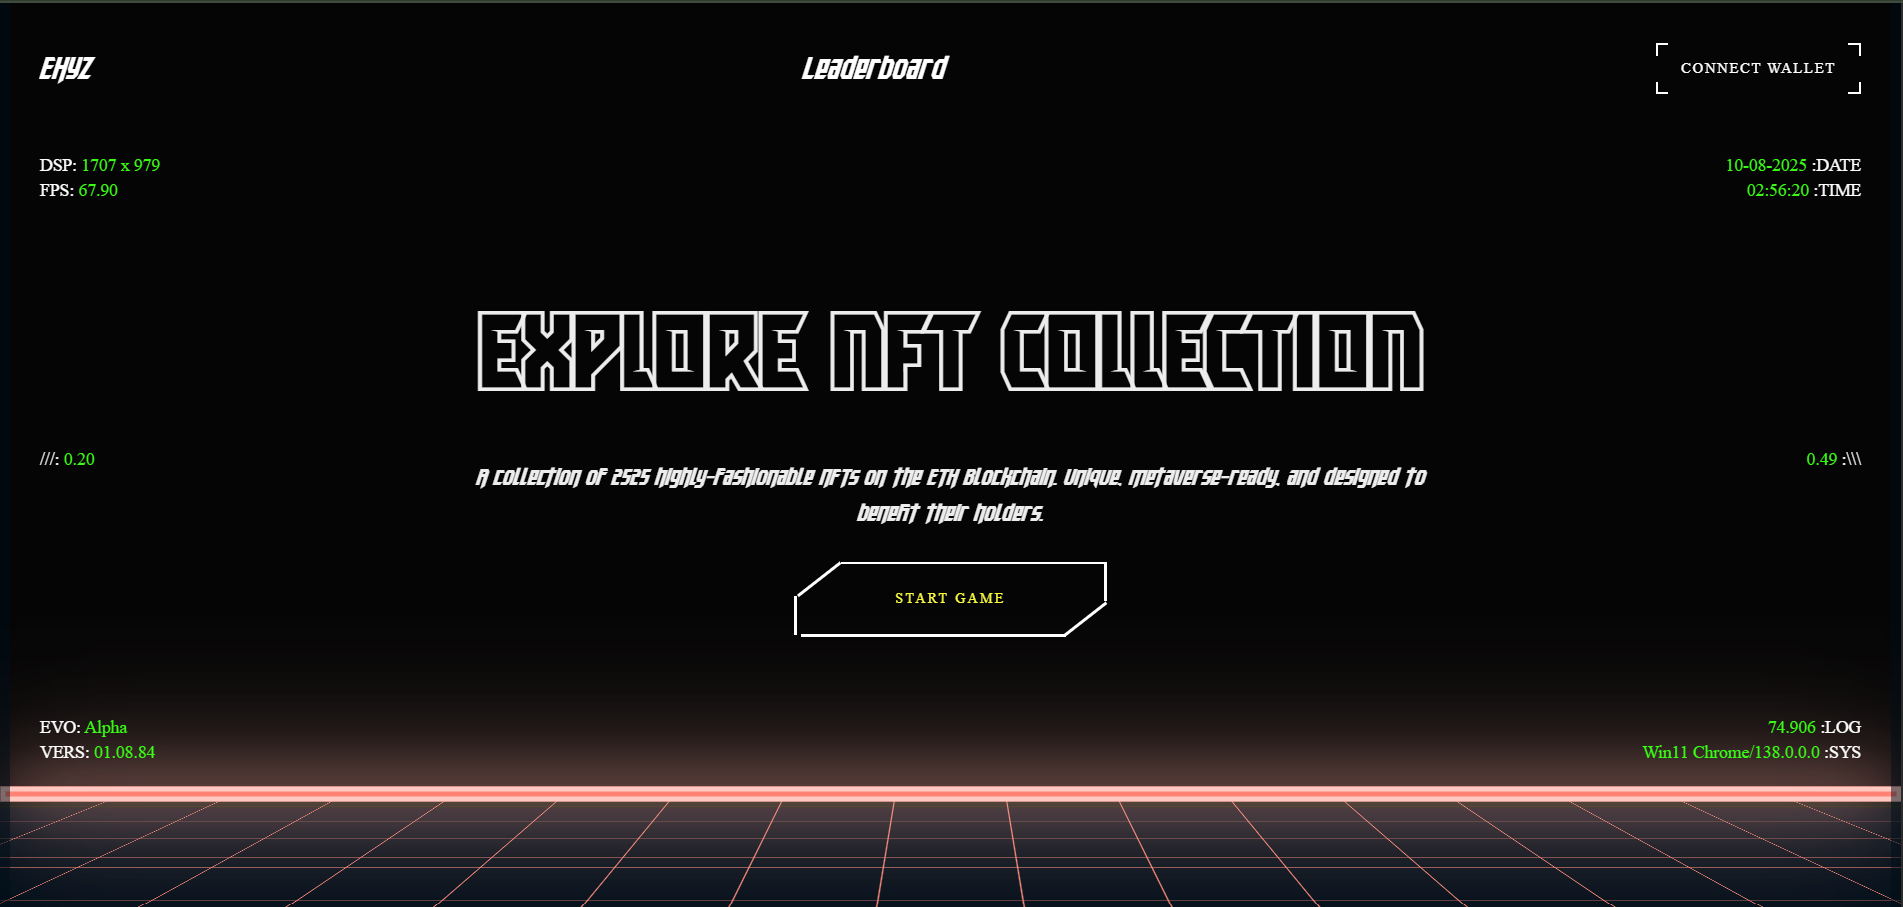 EHYZ
Leaderboard
CONNECT WALLET
DSP: 1707 x 979
FPS: 67.90
10-08-2025 :DATE
02:56:20 :TIME
EXPLORE NFT COLLECTION
///: 0.20
0.49 :\\\
A collection of 2525 highly-fashionable NFTs on the ETH Blockchain. Unique, metaverse-ready, and designed to
benefit their holders.
START GAME
EVO: Alpha
VERS: 01.08.84
74.906 :LOG
Win11 Chrome/138.0.0.0 :SYS